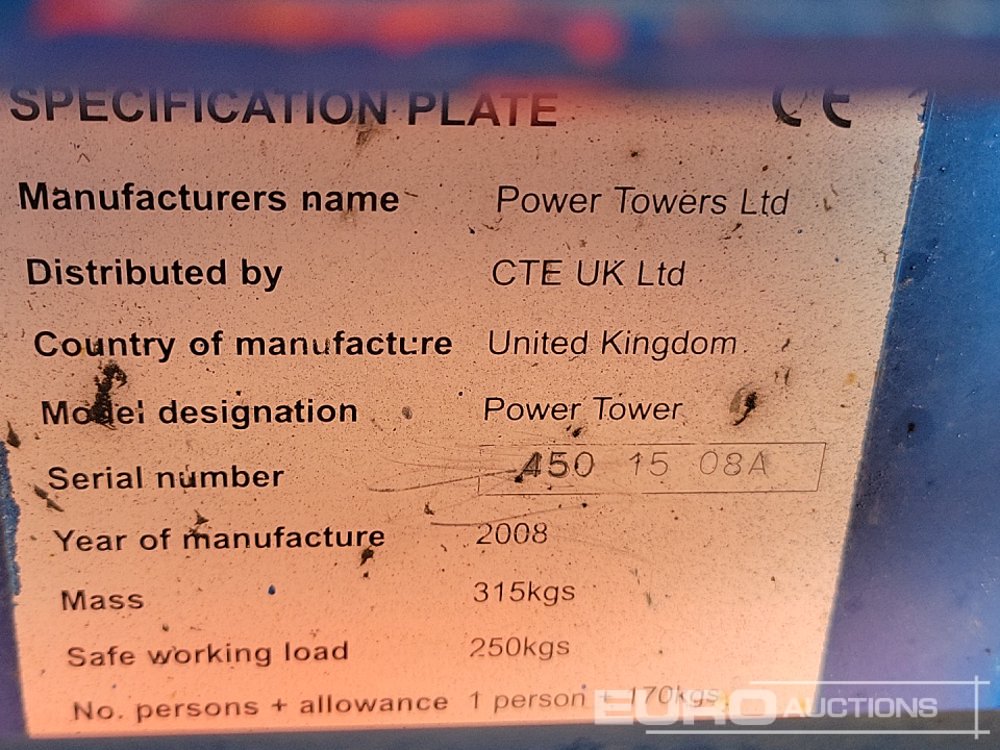 SPECIFICATION PLATE CE
Manufacturers name Power Towers Ltd
Distributed by CTE UK Ltd
Country of manufacture United Kingdom
Model designation Power Tower
Serial number 450 15 08A
Year of manufacture 2008
Mass 315kgs
Safe working load 250kgs
No. persons + allowance 1 person + 170kgs
EURO AUCTIONS